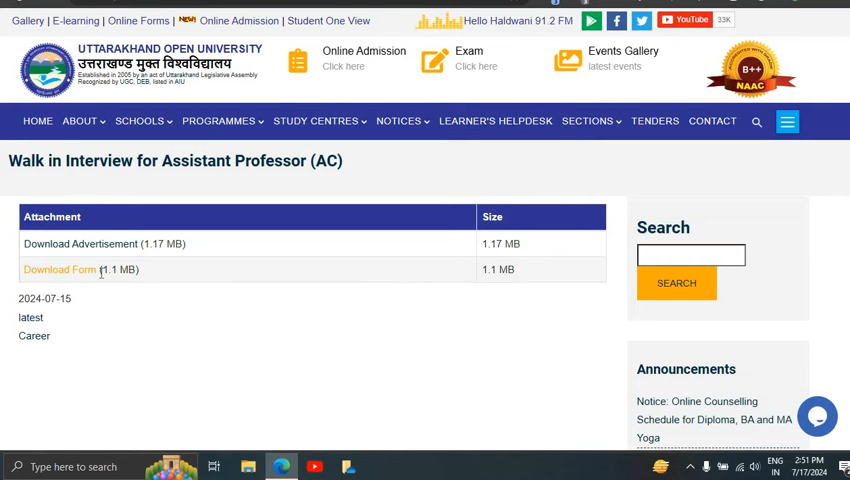 Gallery | E-learning | Online Forms | NEW Online Admission | Student One View
Hello Haldwani 91.2 FM
YouTube 33K
UTTARAKHAND OPEN UNIVERSITY
उत्तराखण्ड मुक्त विश्वविद्यालय
Established in 2005 by an act of Uttarakhand Legislative Assembly
Recognized by UGC, DEB, listed in AIU
Online Admission
Click here
Exam
Click here
Events Gallery
latest events
B++
NAAC
HOME ABOUT SCHOOLS PROGRAMMES STUDY CENTRES NOTICES LEARNER'S HELPDESK SECTIONS TENDERS CONTACT
Walk in Interview for Assistant Professor (AC)
Attachment Size
Download Advertisement (1.17 MB) 1.17 MB
Download Form (1.1 MB) 1.1 MB
2024-07-15
latest
Career
Search
SEARCH
Announcements
Notice: Online Counselling
Schedule for Diploma, BA and MA
Yoga
Type here to search
ENG
IN
2:51 PM
7/17/2024